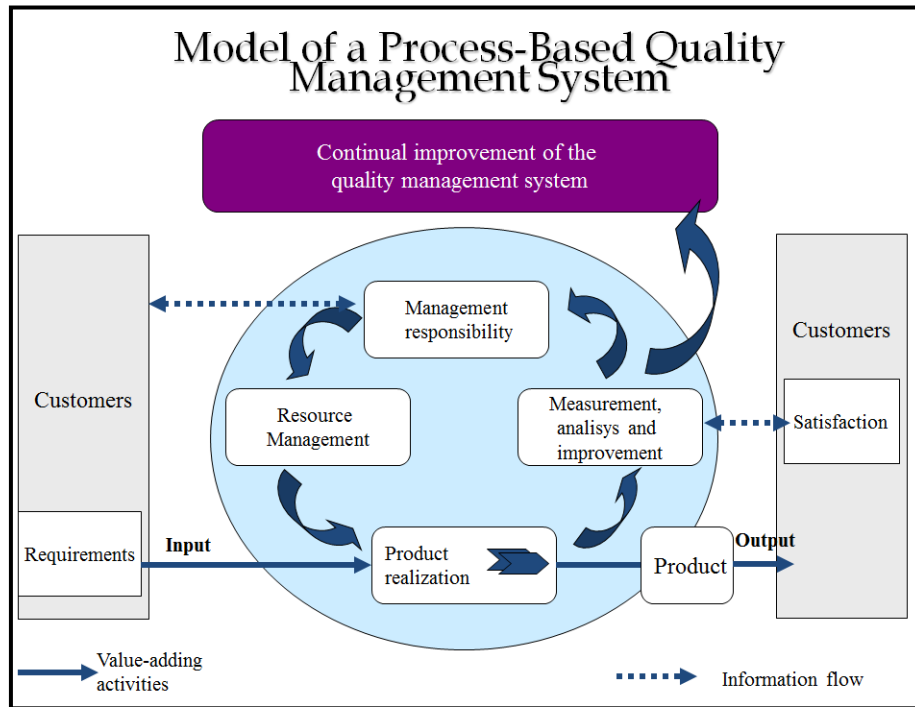 Model of a Process-Based Quality
Management System
Continual improvement of the
quality management system
Management
responsibility
Customers
Customers
Resource
Management
Measurement,
analisys and
improvement
Satisfaction
Requirements
Input
Product
realization
Product
Output
Value-adding
activities
Information flow